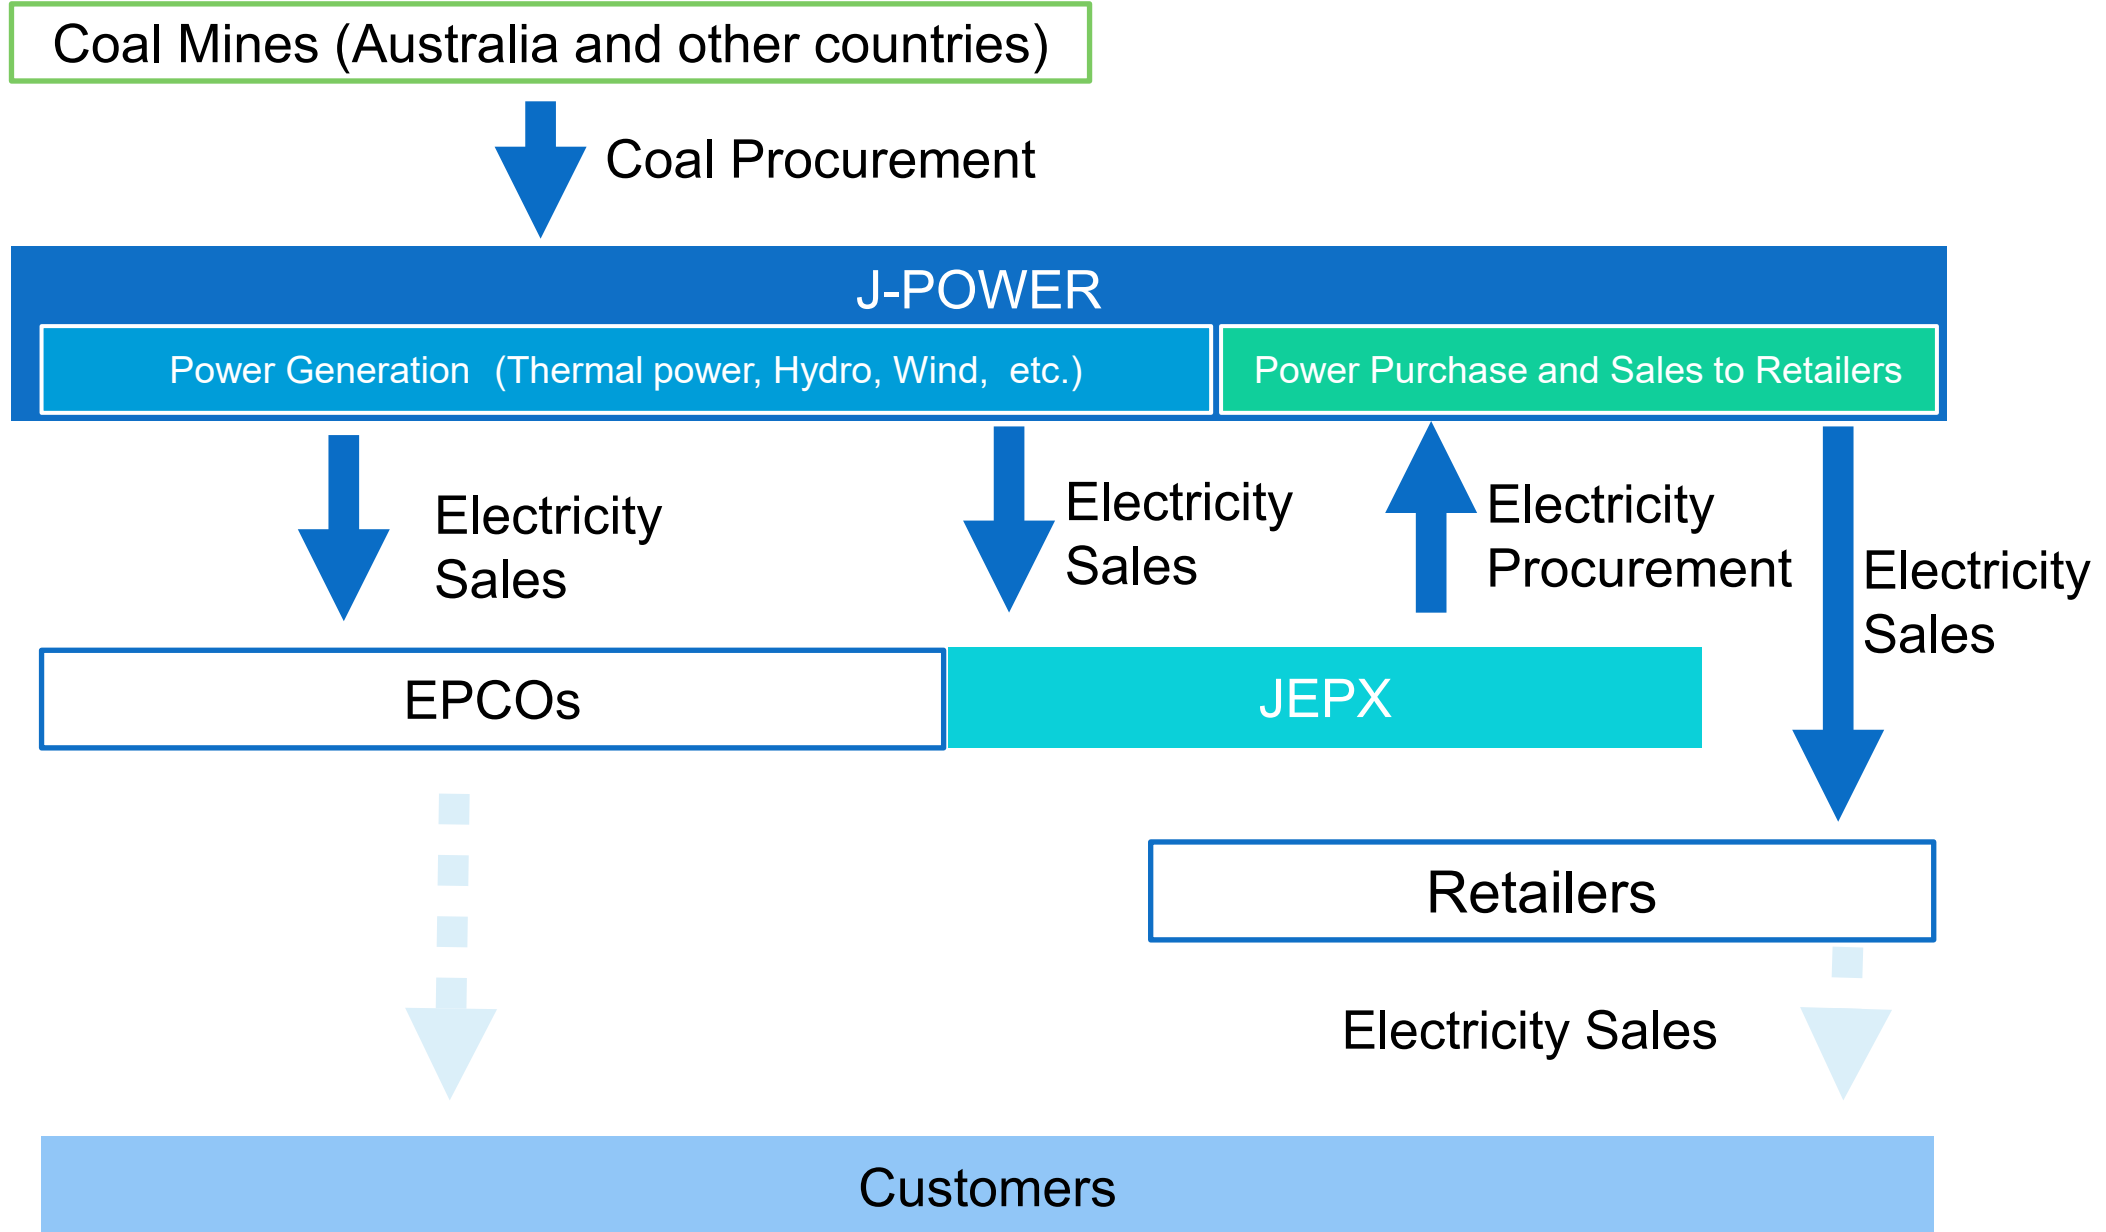 Coal Mines (Australia and other countries)
Coal Procurement
J-POWER
Power Generation (Thermal power, Hydro, Wind, etc.)
Power Purchase and Sales to Retailers
Electricity
Sales
Electricity
Sales
Electricity
Procurement
Electricity
Sales
EPCOs
JEPX
Retailers
Electricity Sales
Customers